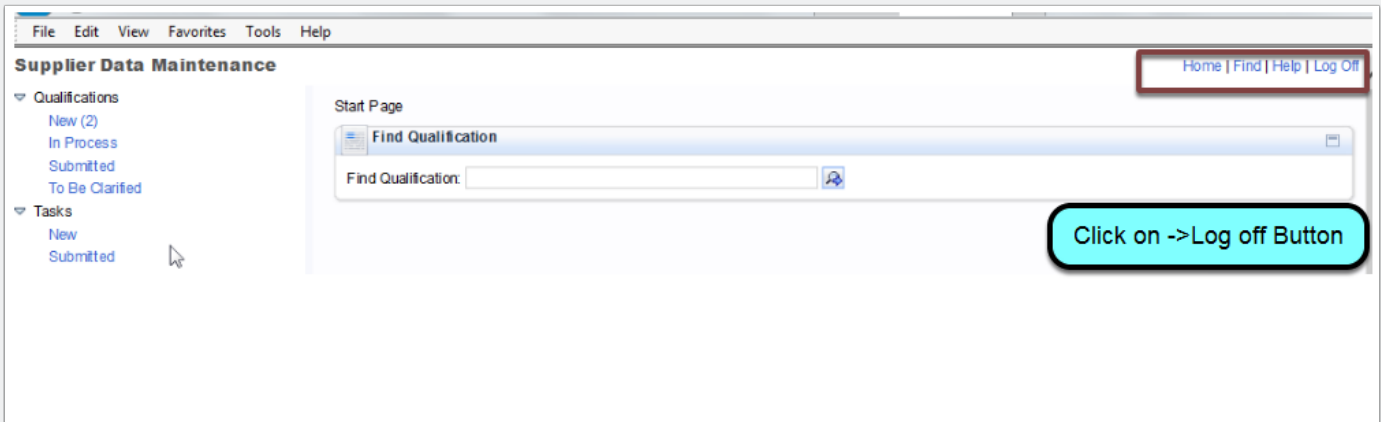 File Edit View Favorites Tools Help
Supplier Data Maintenance
Home | Find | Help | Log Off
Qualifications
New (2)
In Process
Submitted
To Be Clarified
Tasks
New
Submitted
Start Page
Find Qualification
Find Qualification:
Click on ->Log off Button